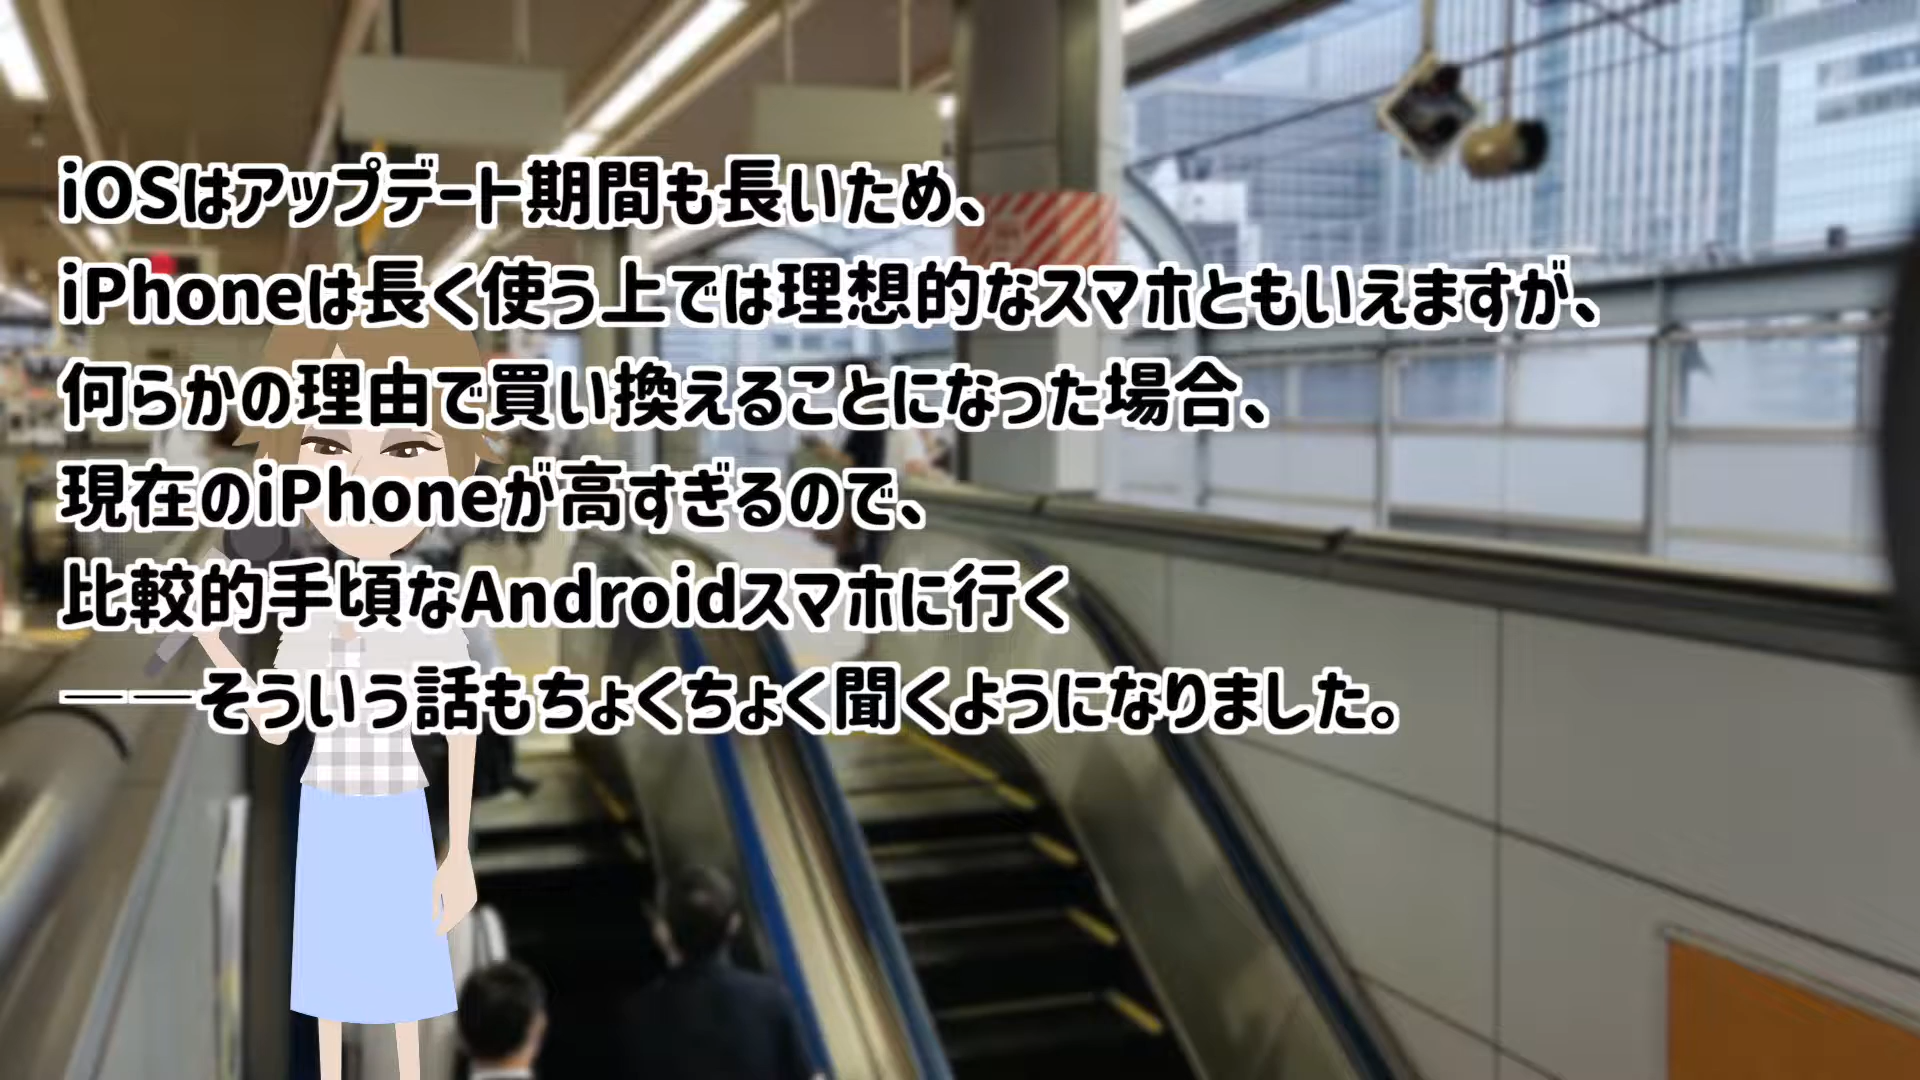 iOSはアップデート期間も長いため、
iPhoneは長く使う上では理想的なスマホともいえますが、
何らかの理由で買い換えることになった場合、
現在のiPhoneが高すぎるので、
比較的手頃なAndroidスマホに行く
――そういう話もちょくちょく聞くようになりました。